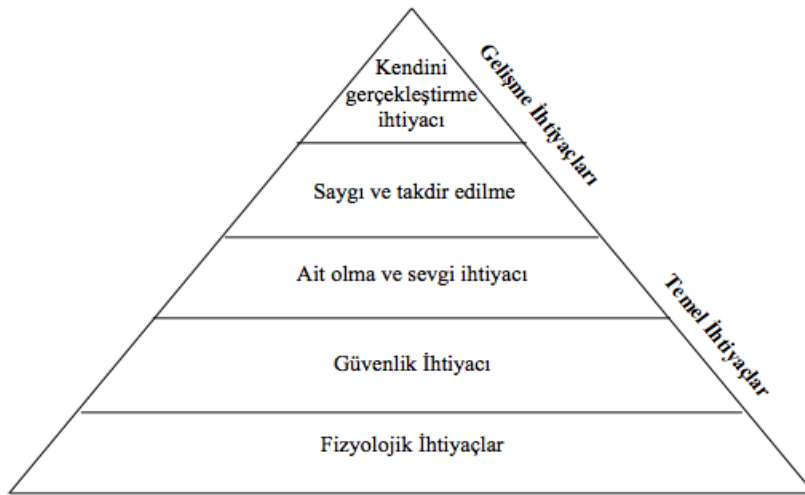 Kendini
gerçekleştirme
ihtiyacı
Gelişme İhtiyaçları
Saygı ve takdir edilme
Ait olma ve sevgi ihtiyacı
Temel İhtiyaçlar
Güvenlik İhtiyacı
Fizyolojik İhtiyaçlar